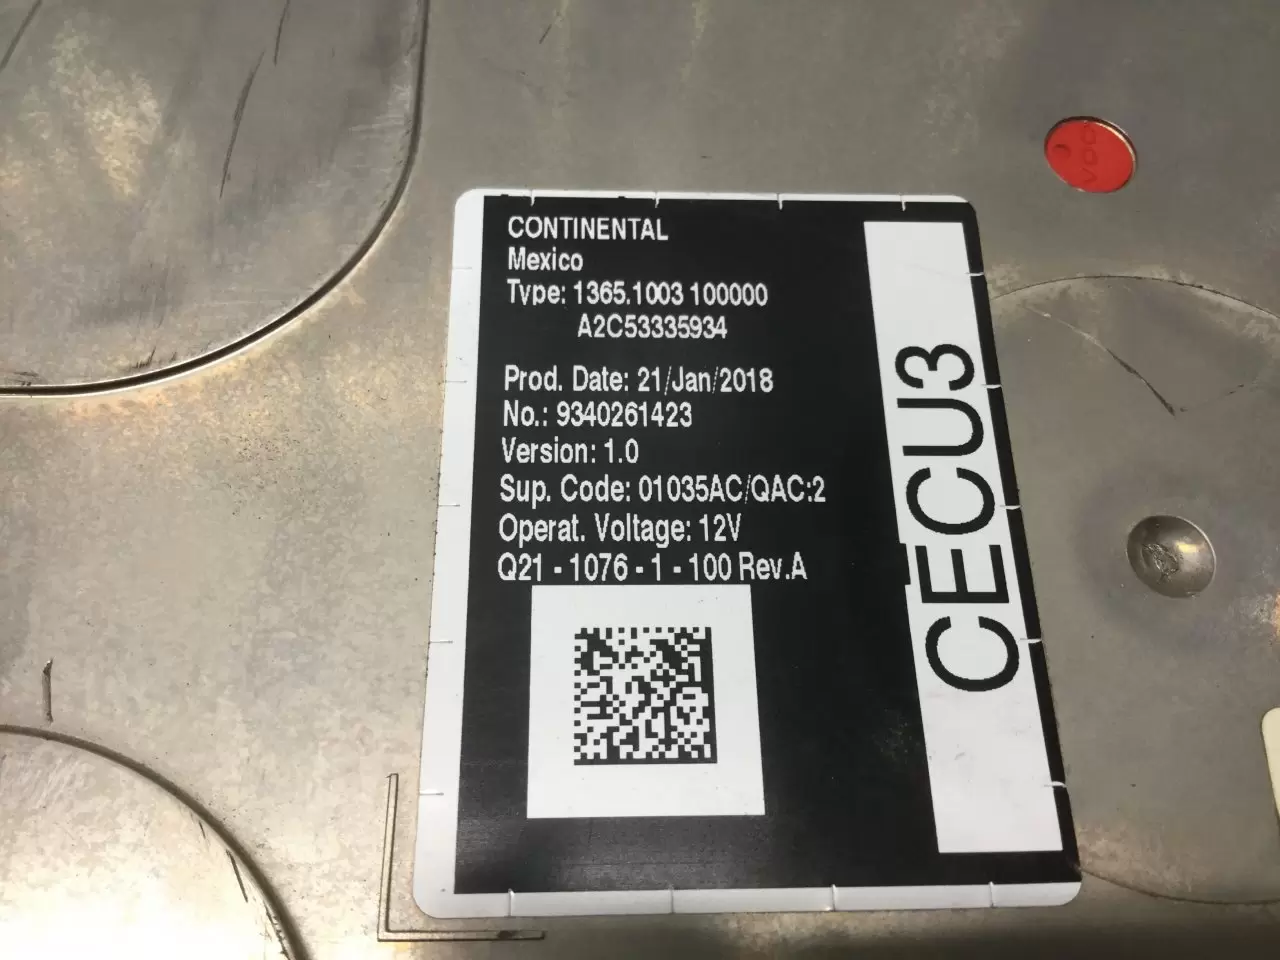 CONTINENTAL
Mexico
Type: 1365.1003 100000
A2C53335934
Prod. Date: 21/Jan/2018
No.: 9340261423
Version: 1.0
Sup. Code: 01035AC/QAC:2
Operat. Voltage: 12V
Q21 - 1076 - 1 - 100 Rev.A
CECU3
VDO